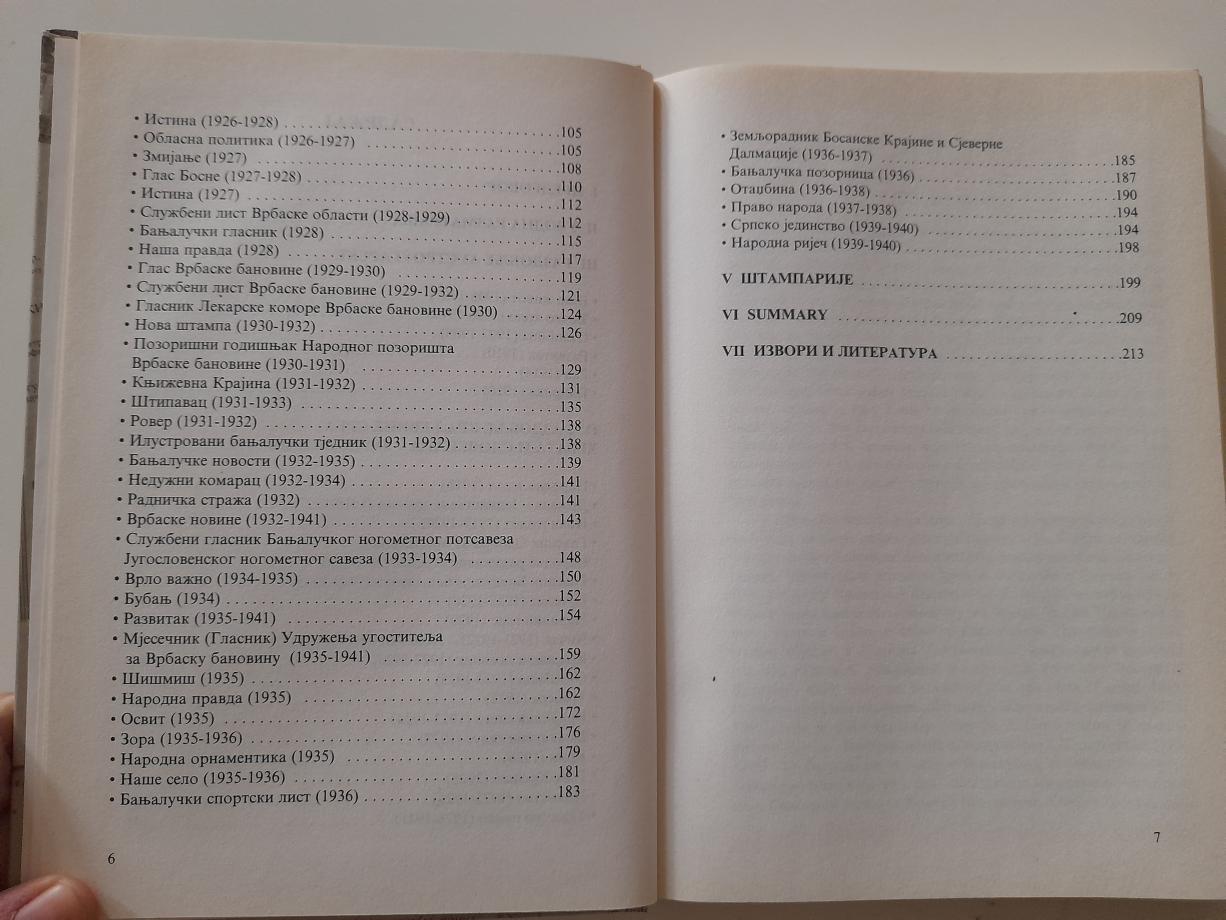 • Истина (1926-1928) . . . . . . . . . . . . . . . . . . . . . . . . . . .105
• Обласна политика (1926-1927) . . . . . . . . . . . . . . . . . . . .105
• Змијање (1927) . . . . . . . . . . . . . . . . . . . . . . . . . . . . .108
• Глас Босне (1927-1928) . . . . . . . . . . . . . . . . . . . . . . . . .110
• Истина (1927) . . . . . . . . . . . . . . . . . . . . . . . . . . . . . .112
• Службени лист Врбаске области (1928-1929) . . . . . . . . . .112
• Бањалучки гласник (1928) . . . . . . . . . . . . . . . . . . . . . . .115
• Наша правда (1928) . . . . . . . . . . . . . . . . . . . . . . . . . . .117
• Глас Врбаске бановине (1929-1930) . . . . . . . . . . . . . . . .119
• Службени лист Врбаске бановине (1929-1932) . . . . . . . . .121
• Гласник Лекарске коморе Врбаске бановине (1930) . . . . . .124
• Нова штампа (1930-1932) . . . . . . . . . . . . . . . . . . . . . . . .126
• Позоришни годишњак Народног позоришта
Врбаске бановине (1930-1931) . . . . . . . . . . . . . . . . . . . .129
• Књижевна Крајина (1931-1932) . . . . . . . . . . . . . . . . . . .131
• Штипавац (1931-1933) . . . . . . . . . . . . . . . . . . . . . . . . .135
• Ровер (1931-1932) . . . . . . . . . . . . . . . . . . . . . . . . . . . .138
• Илустровани бањалучки тједник (1931-1932) . . . . . . . . . .138
• Бањалучке новости (1932-1935) . . . . . . . . . . . . . . . . . . .139
• Недужни комарац (1932-1934) . . . . . . . . . . . . . . . . . . . .141
• Радничка стража (1932) . . . . . . . . . . . . . . . . . . . . . . . .141
• Врбаске новине (1932-1941) . . . . . . . . . . . . . . . . . . . . . .143
• Службени гласник Бањалучког ногометног потсавеза
Југословенског ногометног савеза (1933-1934) . . . . . . . . .148
• Врло важно (1934-1935) . . . . . . . . . . . . . . . . . . . . . . . .150
• Бубањ (1934) . . . . . . . . . . . . . . . . . . . . . . . . . . . . . . .152
• Развитак (1935-1941) . . . . . . . . . . . . . . . . . . . . . . . . . .154
• Мјесечник (Гласник) Удружења угоститеља
за Врбаску бановину (1935-1941) . . . . . . . . . . . . . . . . . .159
• Шишмиш (1935) . . . . . . . . . . . . . . . . . . . . . . . . . . . . . .162
• Народна правда (1935) . . . . . . . . . . . . . . . . . . . . . . . . .162
• Освит (1935) . . . . . . . . . . . . . . . . . . . . . . . . . . . . . . .172
• Зора (1935-1936) . . . . . . . . . . . . . . . . . . . . . . . . . . . . .176
• Народна орнаментика (1935) . . . . . . . . . . . . . . . . . . . . .179
• Наше село (1935-1936) . . . . . . . . . . . . . . . . . . . . . . . . .181
• Бањалучки спортски лист (1936) . . . . . . . . . . . . . . . . . . .183
6
• Земљорадник Босанске Крајине и Сјеверне
Далмације (1936-1937) . . . . . . . . . . . . . . . . . . . . . . . .185
• Бањалучка позорница (1936) . . . . . . . . . . . . . . . . . . . . .187
• Отаџбина (1936-1938) . . . . . . . . . . . . . . . . . . . . . . . . .190
• Право народа (1937-1938) . . . . . . . . . . . . . . . . . . . . . . .194
• Српско јединство (1939-1940) . . . . . . . . . . . . . . . . . . . .194
• Народна ријеч (1939-1940) . . . . . . . . . . . . . . . . . . . . . .198
V ШТАМПАРИЈЕ . . . . . . . . . . . . . . . . . . . . . . . . . . . .199
VI SUMMARY . . . . . . . . . . . . . . . . . . . . . . . . . . . . . .209
VII ИЗВОРИ И ЛИТЕРАТУРА . . . . . . . . . . . . . . . . . . . .213
7